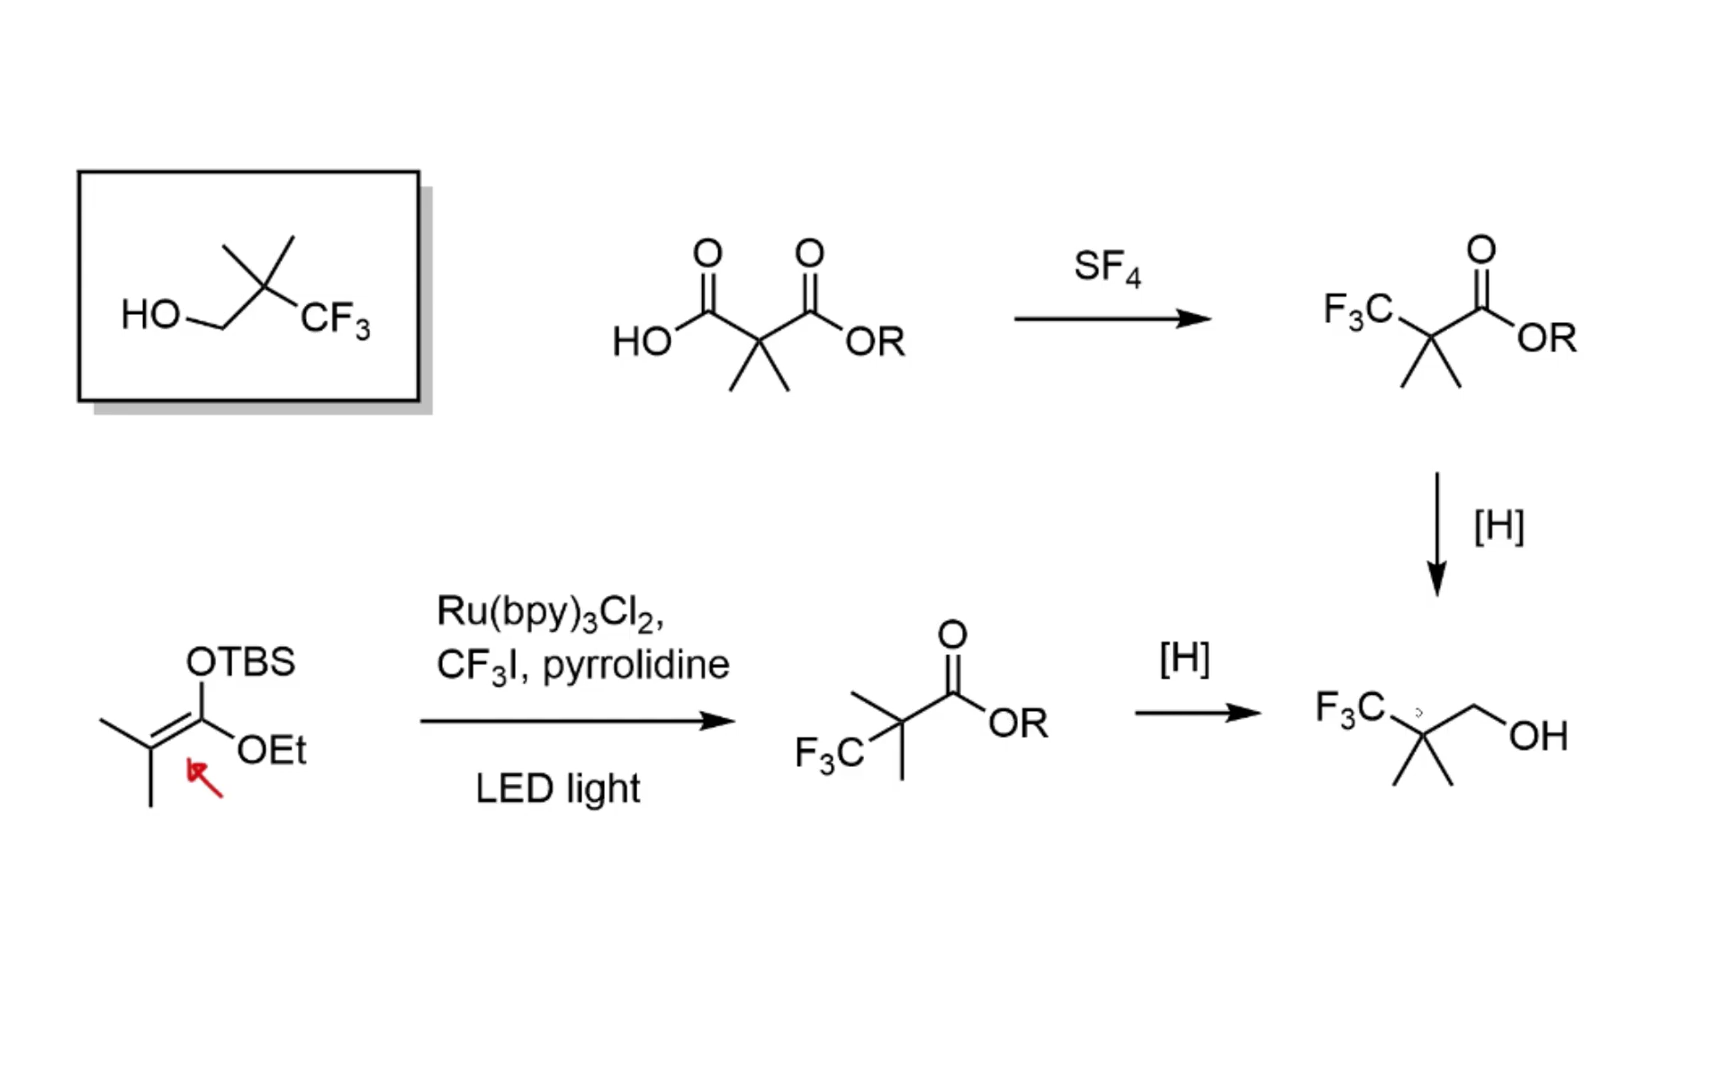 O O
SF₄
O
HO CF₃
HO OR
F₃C OR
[H]
Ru(bpy)₃Cl₂,
CF₃I, pyrrolidine
OTBS
OEt
LED light
O
F₃C OR
[H]
F₃C OH